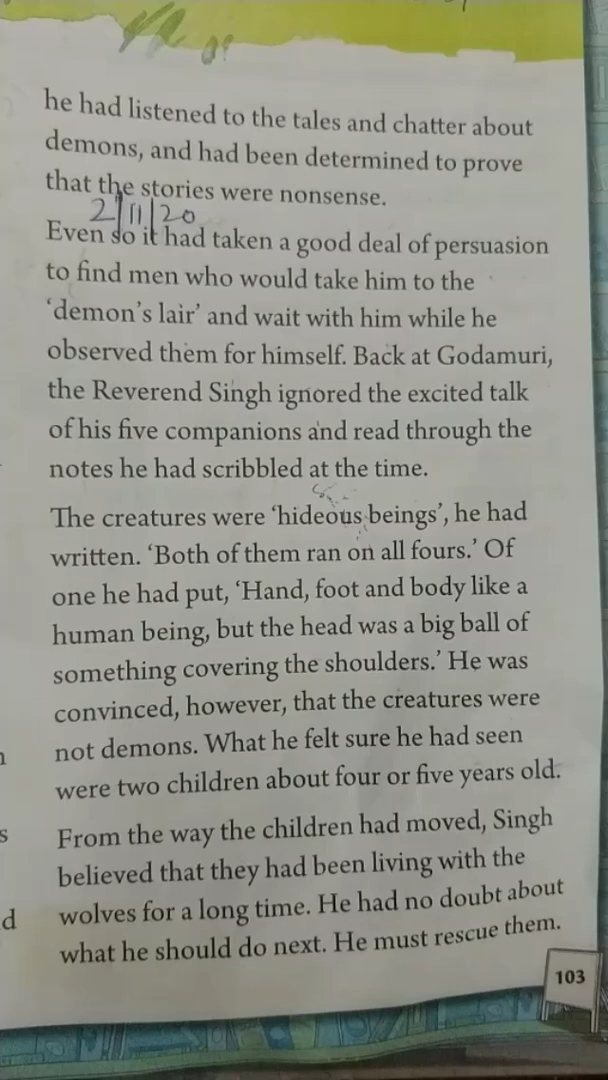 he had listened to the tales and chatter about
demons, and had been determined to prove
that the stories were nonsense.
2/11/20
Even so it had taken a good deal of persuasion
to find men who would take him to the
‘demon’s lair’ and wait with him while he
observed them for himself. Back at Godamuri,
the Reverend Singh ignored the excited talk
of his five companions and read through the
notes he had scribbled at the time.
The creatures were ‘hideous beings’, he had
written. ‘Both of them ran on all fours.’ Of
one he had put, ‘Hand, foot and body like a
human being, but the head was a big ball of
something covering the shoulders.’ He was
convinced, however, that the creatures were
not demons. What he felt sure he had seen
were two children about four or five years old.
From the way the children had moved, Singh
believed that they had been living with the
wolves for a long time. He had no doubt about
what he should do next. He must rescue them.
s
d
103